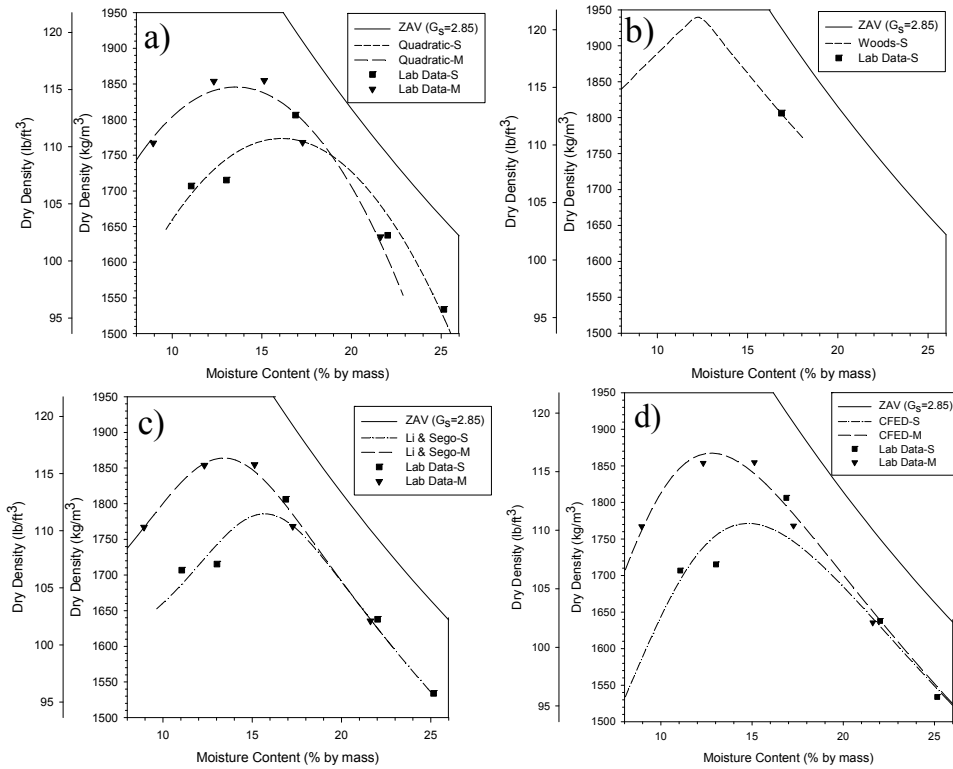 a)
ZAV (Gs=2.85)
Quadratic-S
Quadratic-M
Lab Data-S
Lab Data-M
Dry Density (lb/ft3)
120
115
110
105
100
95
Dry Density (kg/m3)
1950
1900
1850
1800
1750
1700
1650
1600
1550
1500
10 15 20 25
Moisture Content (% by mass)
b)
ZAV (Gs=2.85)
Woods-S
Lab Data-S
Dry Density (lb/ft3)
120
115
110
105
100
95
Dry Density (kg/m3)
1950
1900
1850
1800
1750
1700
1650
1600
1550
1500
10 15 20 25
Moisture Content (% by mass)
c)
ZAV (Gs=2.85)
Li & Sego-S
Li & Sego-M
Lab Data-S
Lab Data-M
Dry Density (lb/ft3)
120
115
110
105
100
95
Dry Density (kg/m3)
1950
1900
1850
1800
1750
1700
1650
1600
1550
1500
10 15 20 25
Moisture Content (% by mass)
d)
ZAV (Gs=2.85)
CFED-S
CFED-M
Lab Data-S
Lab Data-M
Dry Density (lb/ft3)
120
115
110
105
100
95
Dry Density (kg/m3)
1950
1900
1850
1800
1750
1700
1650
1600
1550
1500
10 15 20 25
Moisture Content (% by mass)